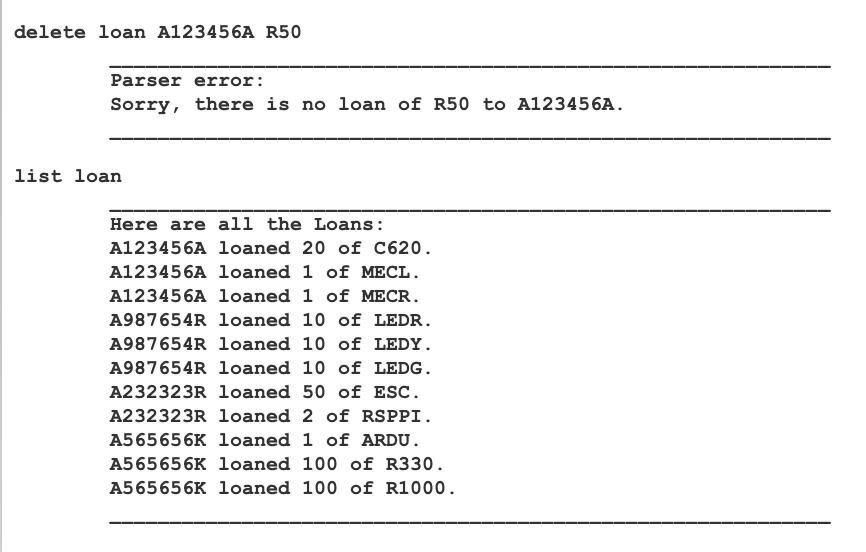 delete loan A123456A R50
____________________________________________________________
Parser error:
Sorry, there is no loan of R50 to A123456A.
____________________________________________________________
list loan
____________________________________________________________
Here are all the Loans:
A123456A loaned 20 of C620.
A123456A loaned 1 of MECL.
A123456A loaned 1 of MECR.
A987654R loaned 10 of LEDR.
A987654R loaned 10 of LEDY.
A987654R loaned 10 of LEDG.
A232323R loaned 50 of ESC.
A232323R loaned 2 of RSPPI.
A565656K loaned 1 of ARDU.
A565656K loaned 100 of R330.
A565656K loaned 100 of R1000.
____________________________________________________________